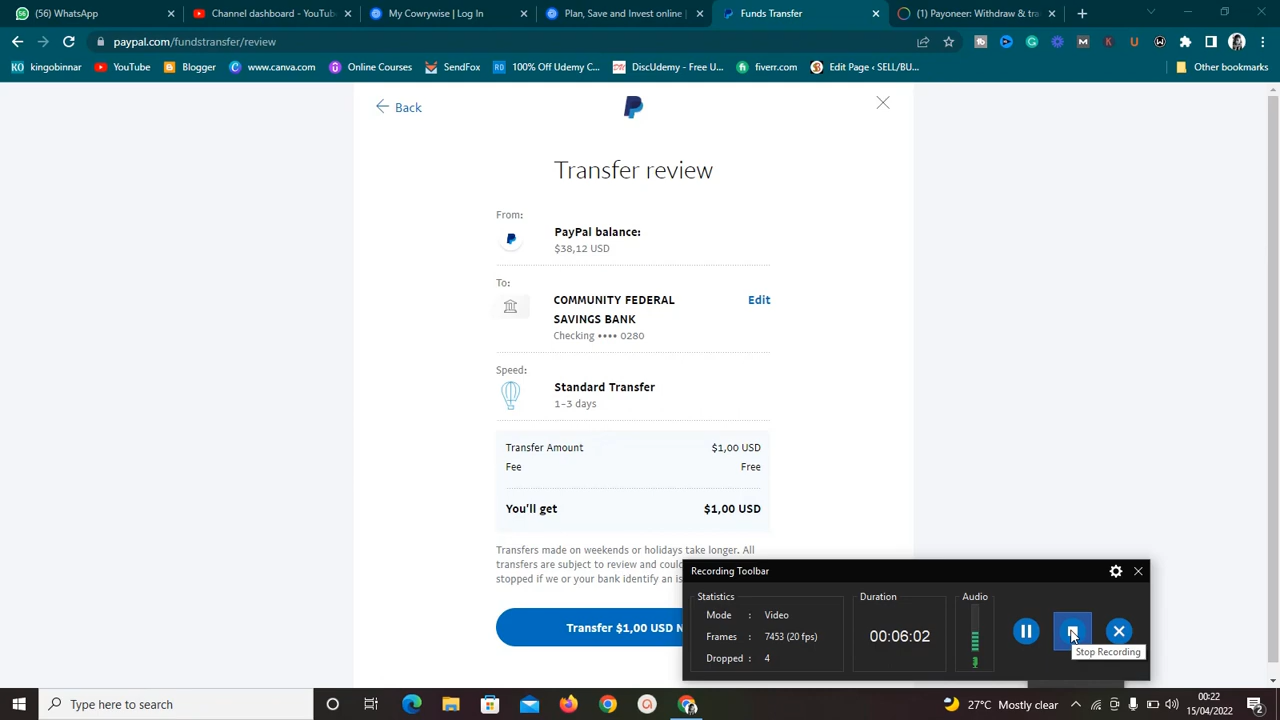 (56) WhatsApp
Channel dashboard - YouTub
My Cowrywise | Log In
Plan, Save and Invest online |
Funds Transfer
(1) Payoneer: Withdraw & tra
paypal.com/fundstransfer/review
kingobinnar
YouTube
Blogger
www.canva.com
Online Courses
SendFox
100% Off Udemy C...
DiscUdemy - Free U...
fiverr.com
Edit Page ‹ SELL/BU...
Other bookmarks
Back
Transfer review
From:
PayPal balance:
$38,12 USD
To:
COMMUNITY FEDERAL
SAVINGS BANK
Edit
Checking •••• 0280
Speed:
Standard Transfer
1-3 days
Transfer Amount $1,00 USD
Fee Free
You'll get $1,00 USD
Transfers made on weekends or holidays take longer. All
transfers are subject to review and could
stopped if we or your bank identify an is
Transfer $1,00 USD N
Recording Toolbar
Statistics
Mode : Video
Frames : 7453 (20 fps)
Dropped : 4
Duration
00:06:02
Audio
Stop Recording
Type here to search
27°C Mostly clear
00:22
15/04/2022
2